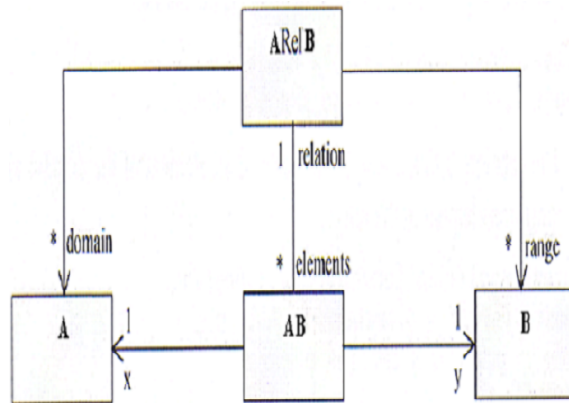 ARelB
1 relation
* domain
* elements
* range
A
1
AB
1
B
x
y